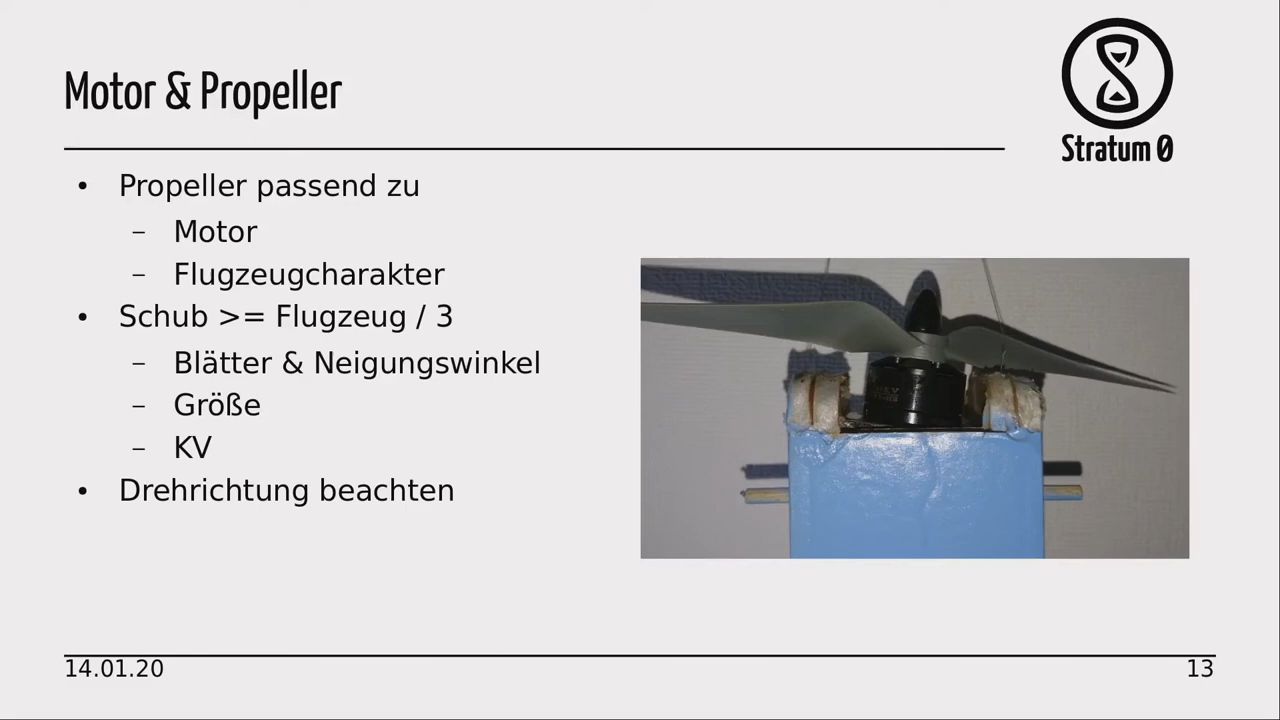 Motor & Propeller
Stratum 0
• Propeller passend zu
– Motor
– Flugzeugcharakter
• Schub >= Flugzeug / 3
– Blätter & Neigungswinkel
– Größe
– KV
• Drehrichtung beachten
14.01.20
13